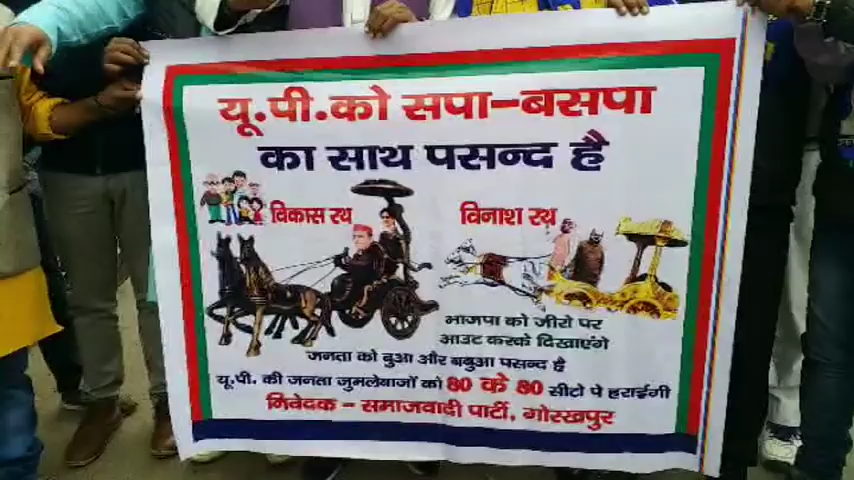 यू.पी.को सपा-बसपा
का साथ पसन्द है
विकास रथ
विनाश रथ
भाजपा को जीरो पर
आउट करके दिखाएंगे
जनता को बुआ और बबुआ पसन्द है
यू.पी. की जनता जुमलेबाजों को 80 के 80 सीटो पे हराईगी
निवेदक - समाजवादी पार्टी, गोरखपुर